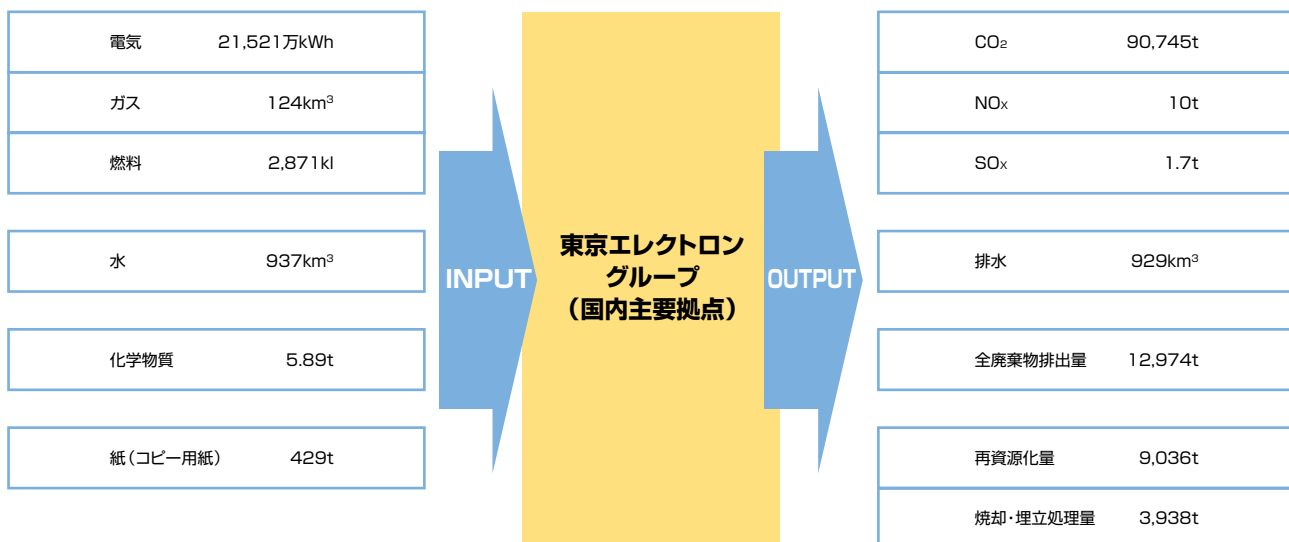 電気 21,521万kWh
ガス 124km³
燃料 2,871kl
水 937km³
化学物質 5.89t
紙（コピー用紙） 429t
INPUT
東京エレクトロン
グループ
（国内主要拠点）
OUTPUT
CO₂ 90,745t
NOx 10t
SOx 1.7t
排水 929km³
全廃棄物排出量 12,974t
再資源化量 9,036t
焼却・埋立処理量 3,938t